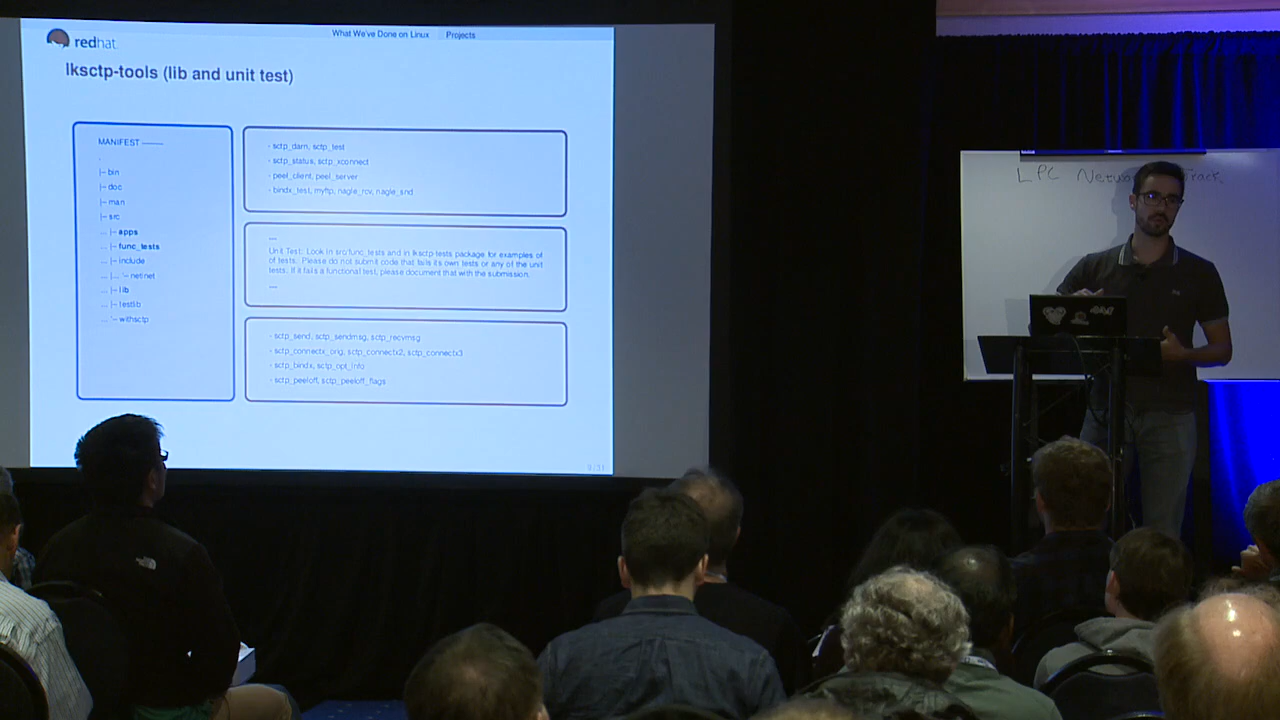 What We've Done on Linux Projects
redhat.
lksctp-tools (lib and unit test)
MANIFEST ------
.
|-- bin
|-- doc
|-- man
|-- src
... |-- apps
... |-- func_tests
... |-- include
... |... '-- netinet
... |-- lib
... |-- testlib
... '-- withsctp
- sctp_darn, sctp_test
- sctp_status, sctp_xconnect
- peel_client, peel_server
- bindx_test, myftp, nagle_rcv, nagle_snd
....
Unit Test: Look in src/func_tests and in lksctp-tests package for examples of
of tests. Please do not submit code that fails its own tests or any of the unit
tests. If it fails a functional test, please document that with the submission.
....
- sctp_send, sctp_sendmsg, sctp_recvmsg
- sctp_connectx_orig, sctp_connectx2, sctp_connectx3
- sctp_bindx, sctp_opt_info
- sctp_peeloff, sctp_peeloff_flags
9/31
LPC Track